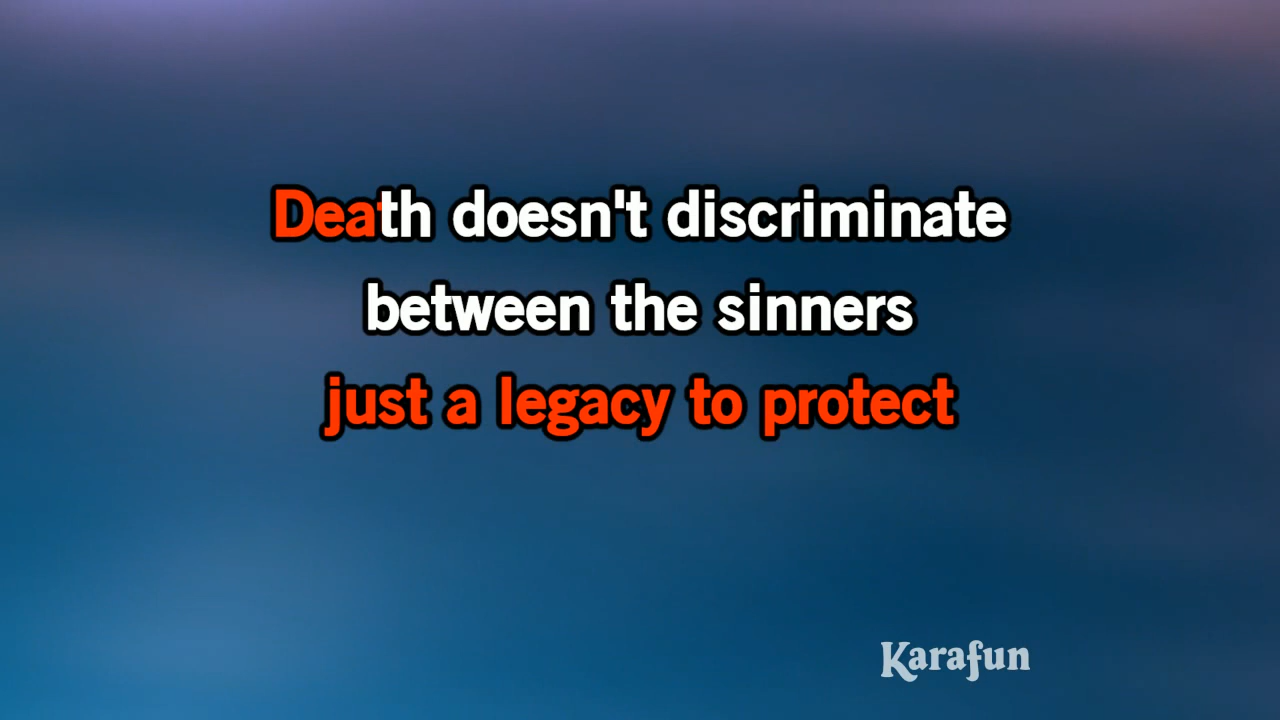 Death doesn't discriminate
between the sinners
just a legacy to protect
Karafun